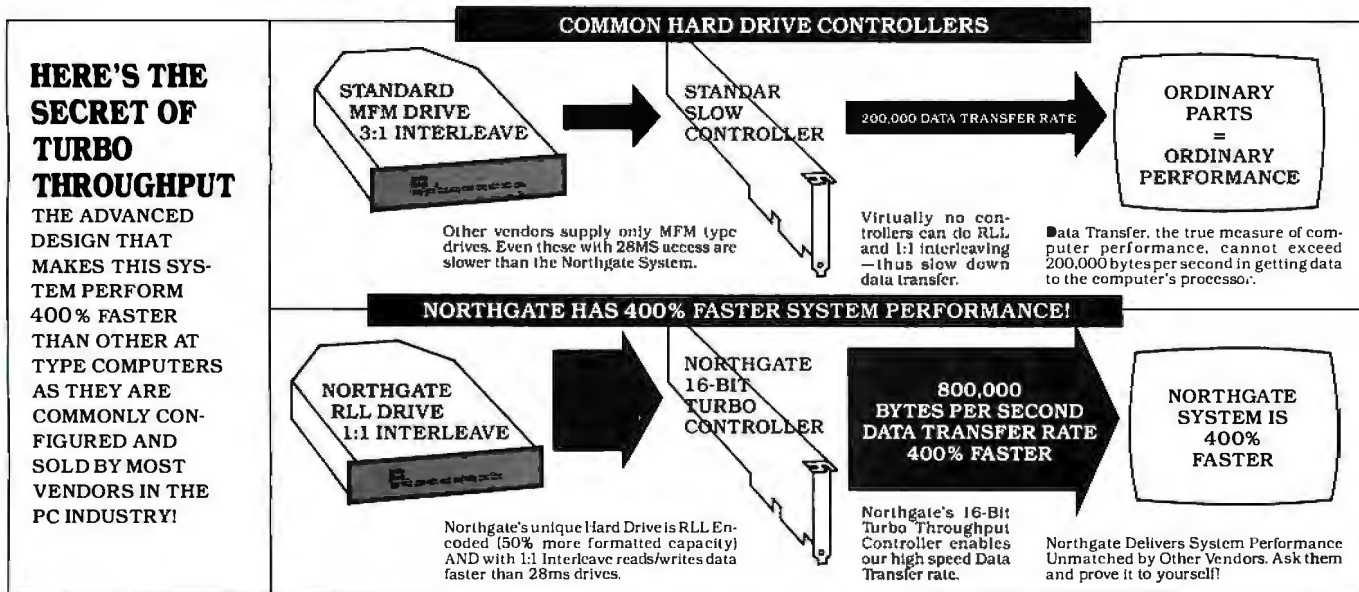 HERE'S THE
SECRET OF
TURBO
THROUGHPUT
THE ADVANCED
DESIGN THAT
MAKES THIS SYS-
TEM PERFORM
400% FASTER
THAN OTHER AT
TYPE COMPUTERS
AS THEY ARE
COMMONLY CON-
FIGURED AND
SOLD BY MOST
VENDORS IN THE
PC INDUSTRY!
COMMON HARD DRIVE CONTROLLERS
STANDARD
MFM DRIVE
3:1 INTERLEAVE
STANDAR
SLOW
CONTROLLER
200,000 DATA TRANSFER RATE
ORDINARY
PARTS
=
ORDINARY
PERFORMANCE
Other vendors supply only MFM type
drives. Even these with 28MS access are
slower than the Northgate System.
Virtually no con-
trollers can do RLL
and 1:1 interleaving
—thus slow down
data transfer.
Data Transfer, the true measure of com-
puter performance, cannot exceed
200,000 bytes per second in getting data
to the computer's processor.
NORTHGATE HAS 400% FASTER SYSTEM PERFORMANCE!
NORTHGATE
RLL DRIVE
1:1 INTERLEAVE
NORTHGATE
16-BIT
TURBO
CONTROLLER
800,000
BYTES PER SECOND
DATA TRANSFER RATE
400% FASTER
NORTHGATE
SYSTEM IS
400%
FASTER
Northgate's unique Hard Drive is RLL En-
coded (50% more formatted capacity)
AND with 1:1 Interleave reads/writes data
faster than 28ms drives.
Northgate's 16-Bit
Turbo Throughput
Controller enables
our high speed Data
Transfer rate.
Northgate Delivers System Performance
Unmatched by Other Vendors. Ask them
and prove it to yourself!